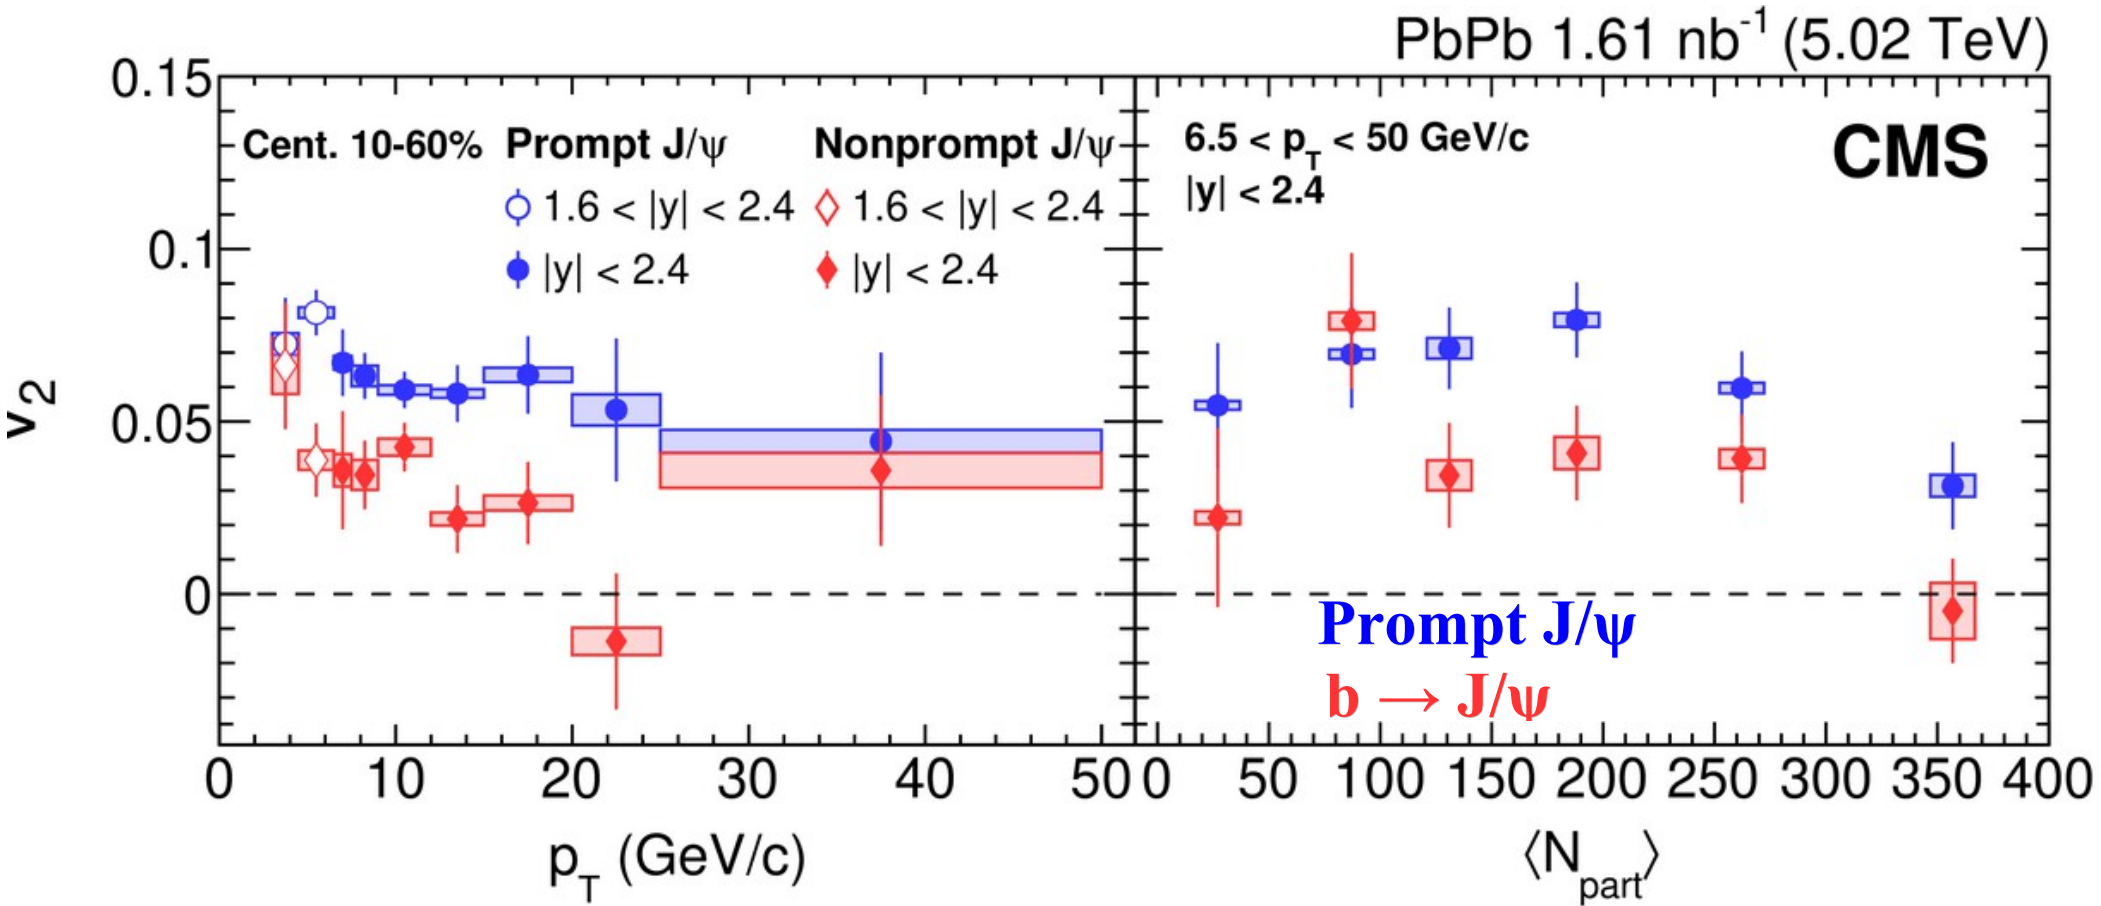 PbPb 1.61 nb⁻¹ (5.02 TeV)
0.15
0.1
0.05
0
v₂
Cent. 10-60%
Prompt J/ψ
1.6 < |y| < 2.4
|y| < 2.4
Nonprompt J/ψ
1.6 < |y| < 2.4
|y| < 2.4
0 10 20 30 40 50
p_T (GeV/c)
6.5 < p_T < 50 GeV/c
|y| < 2.4
CMS
Prompt J/ψ
b → J/ψ
0 50 100 150 200 250 300 350 400
⟨N_part⟩